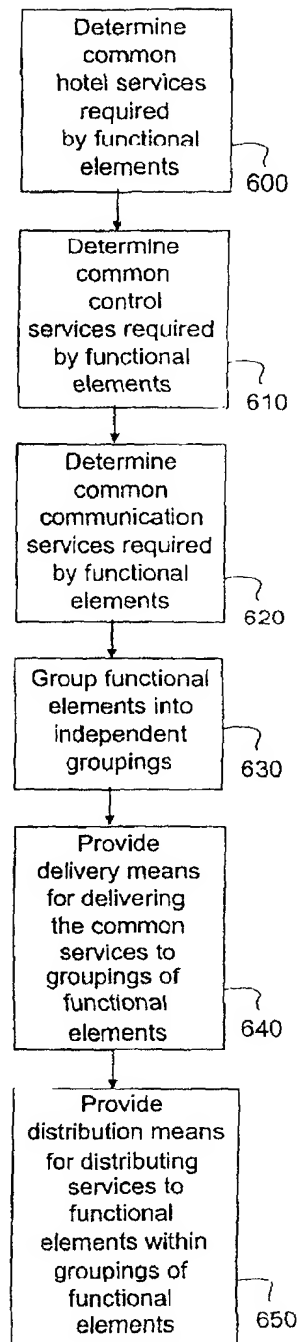 Determine
common
hotel services
required
by functional
elements
600
Determine
common
control
services required
by functional
elements
610
Determine
common
communication
services required
by functional
elements
620
Group functional
elements into
independent
groupings
630
Provide
delivery means
for delivering
the common
services to
groupings of
functional
elements
640
Provide
distribution means
for distributing
services to
functional
elements within
groupings of
functional
elements
650